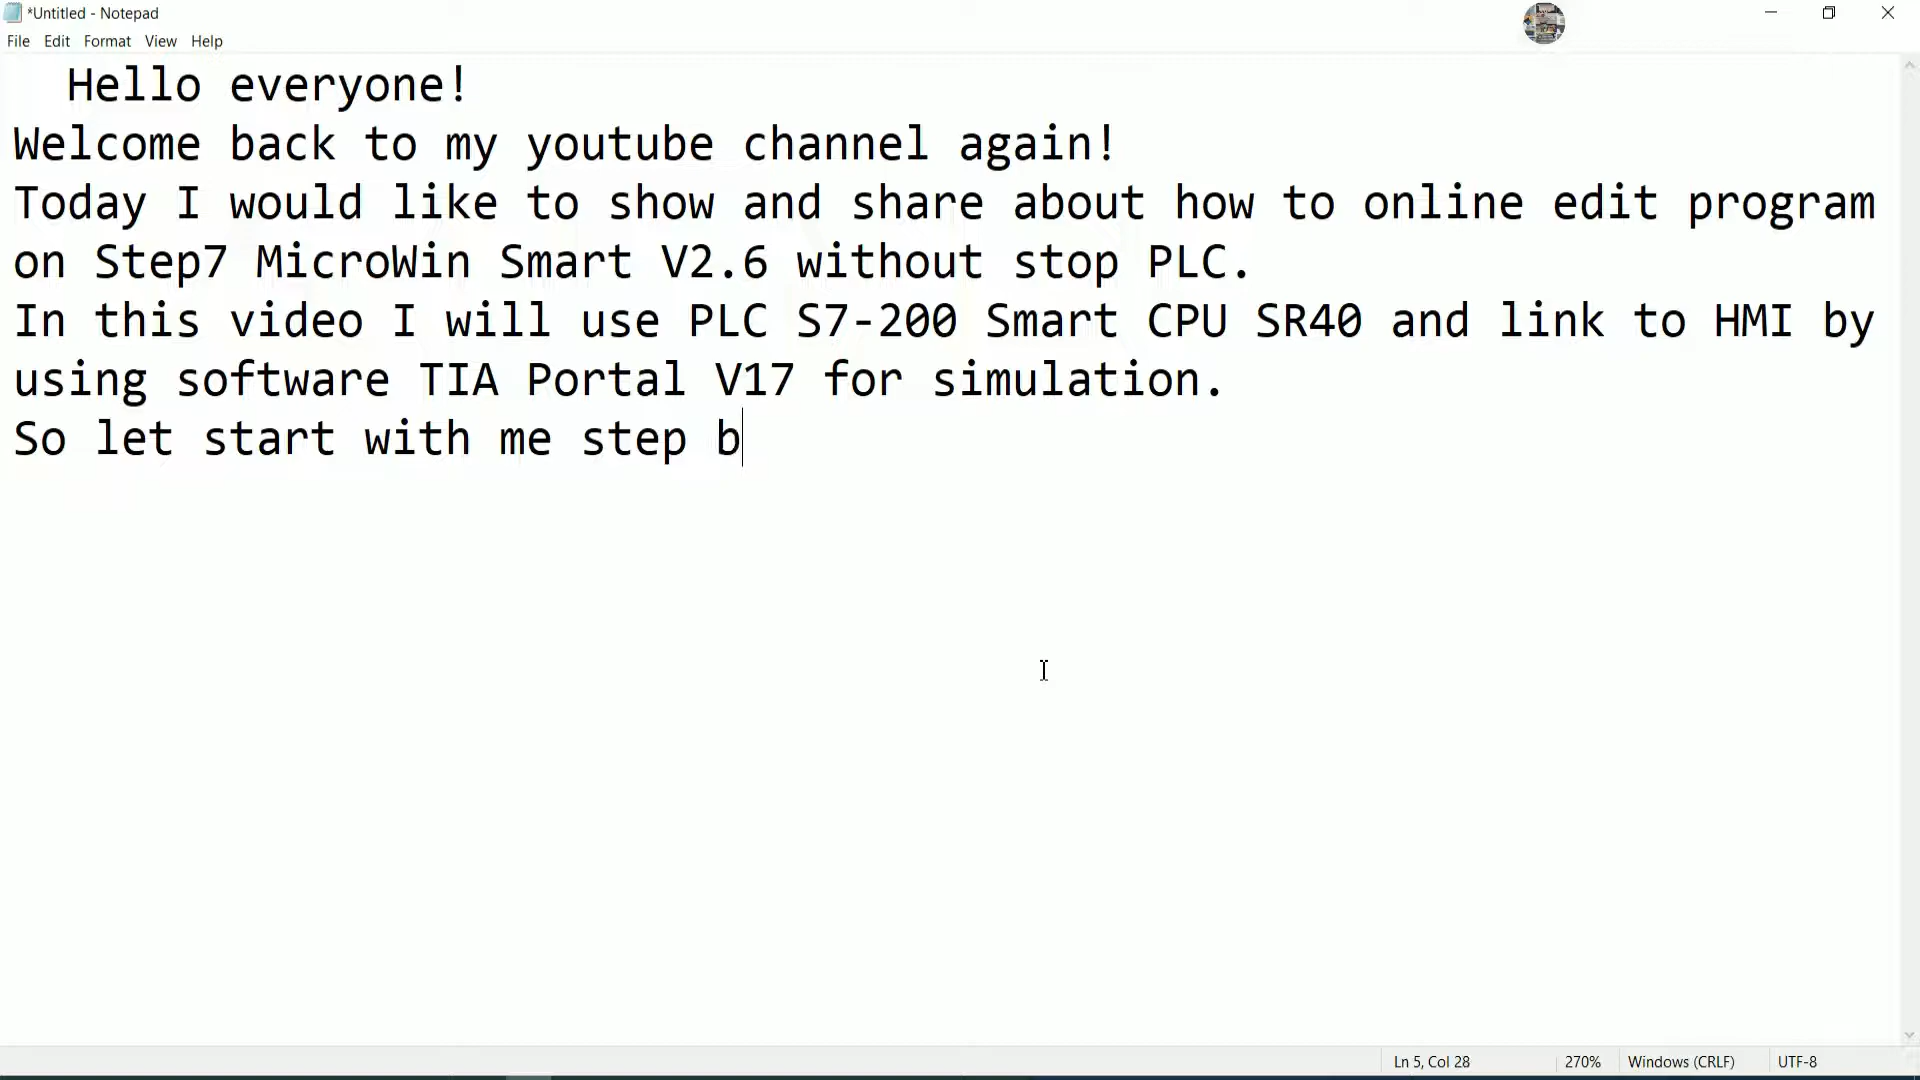 *Untitled - Notepad
File Edit Format View Help
Hello everyone!
Welcome back to my youtube channel again!
Today I would like to show and share about how to online edit program
on Step7 MicroWin Smart V2.6 without stop PLC.
In this video I will use PLC S7-200 Smart CPU SR40 and link to HMI by
using software TIA Portal V17 for simulation.
So let start with me step b
Ln 5, Col 28 270% Windows (CRLF) UTF-8